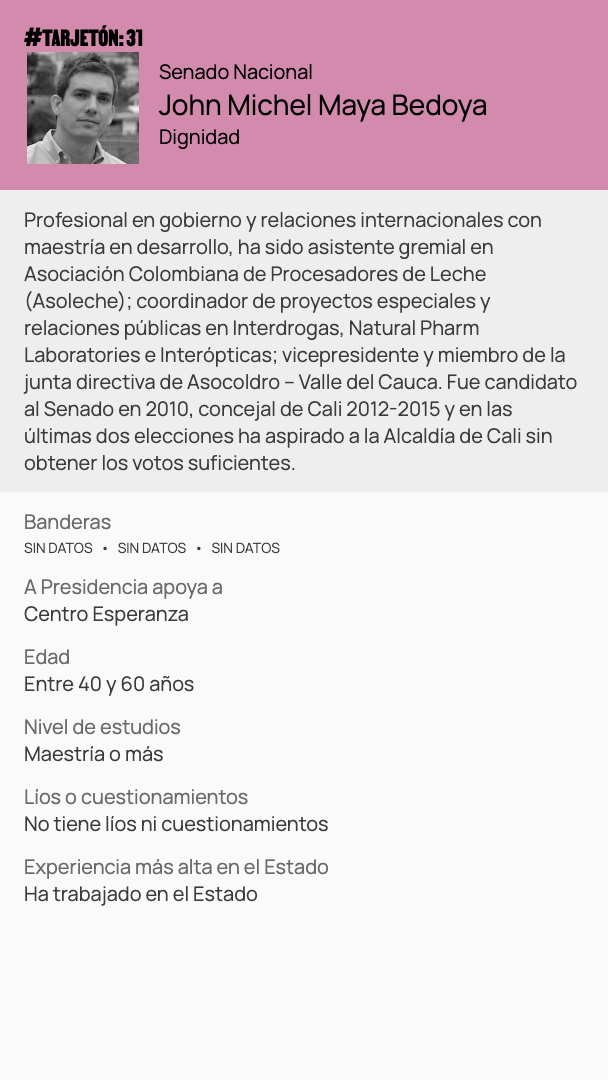 #TARJETÓN: 31
Senado Nacional
John Michel Maya Bedoya
Dignidad
Profesional en gobierno y relaciones internacionales con
maestría en desarrollo, ha sido asistente gremial en
Asociación Colombiana de Procesadores de Leche
(Asoleche); coordinador de proyectos especiales y
relaciones públicas en Interdrogas, Natural Pharm
Laboratories e Interópticas; vicepresidente y miembro de la
junta directiva de Asocoldro – Valle del Cauca. Fue candidato
al Senado en 2010, concejal de Cali 2012-2015 y en las
últimas dos elecciones ha aspirado a la Alcaldía de Cali sin
obtener los votos suficientes.
Banderas
SIN DATOS • SIN DATOS • SIN DATOS
A Presidencia apoya a
Centro Esperanza
Edad
Entre 40 y 60 años
Nivel de estudios
Maestría o más
Líos o cuestionamientos
No tiene líos ni cuestionamientos
Experiencia más alta en el Estado
Ha trabajado en el Estado